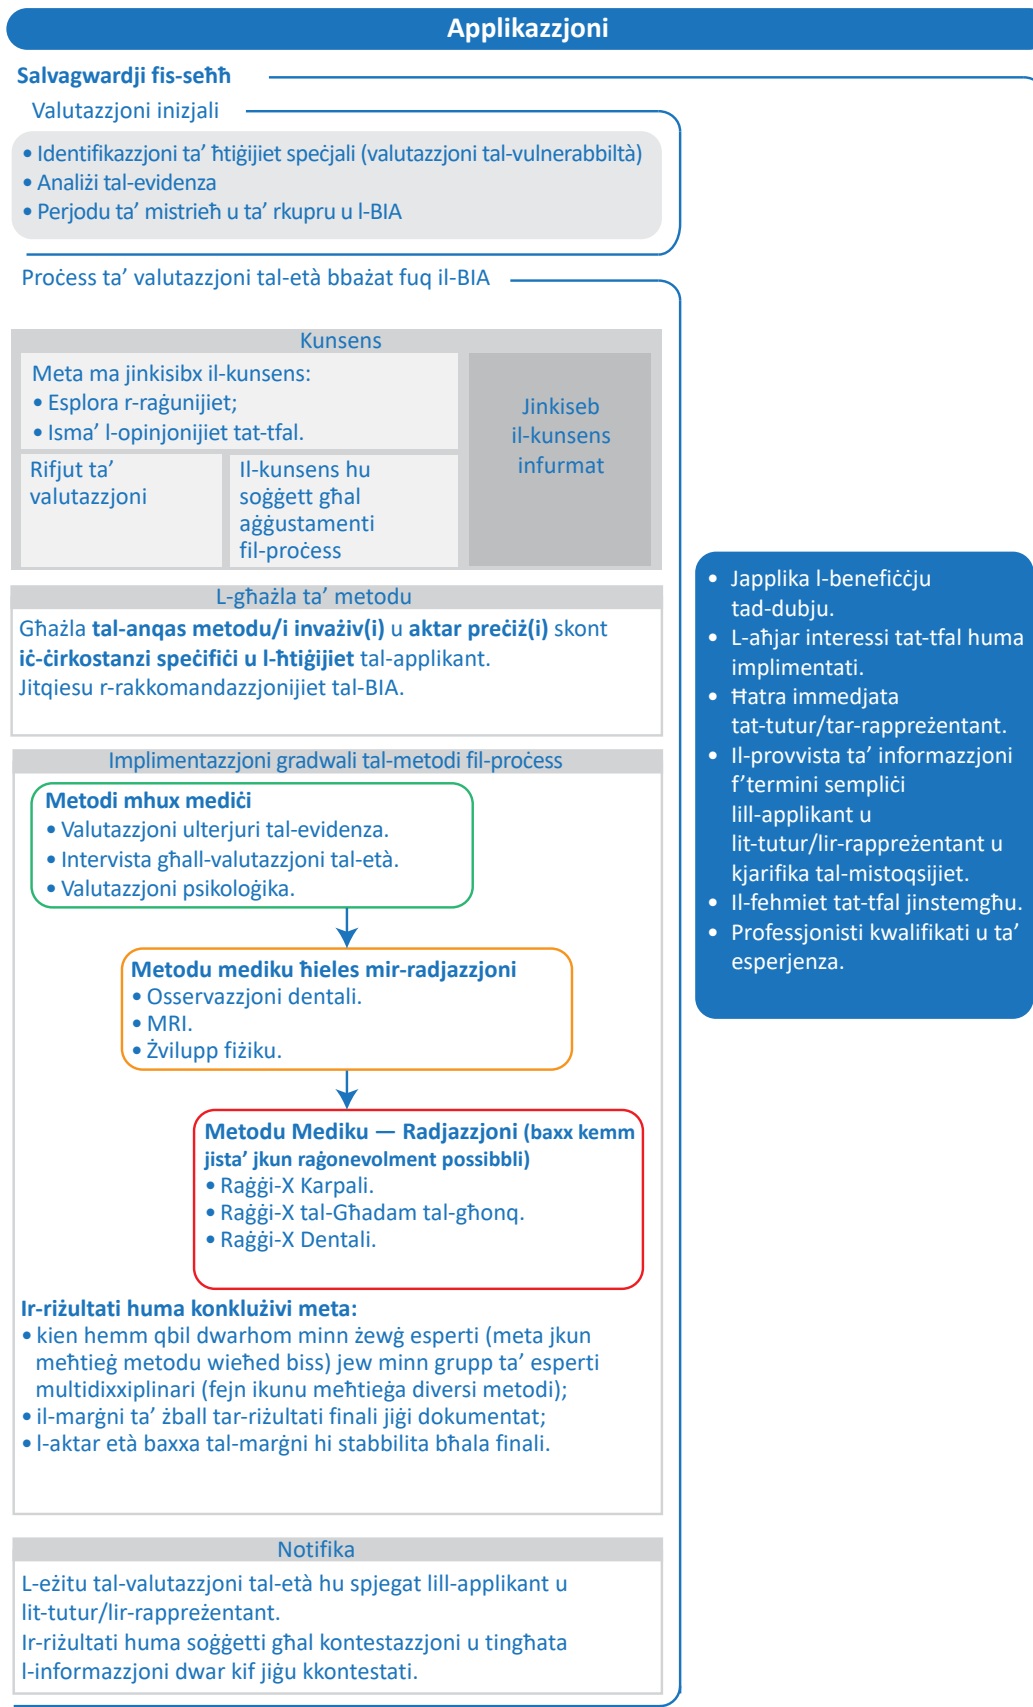 Applikazzjoni
Salvagwardji fis-seħħ
Valutazzjoni inizjali
• Identifikazzjoni ta’ ħtiġijiet speċjali (valutazzjoni tal-vulnerabbiltà)
• Analiżi tal-evidenza
• Perjodu ta’ mistrieħ u ta’ rkupru u l-BIA
Proċess ta’ valutazzjoni tal-età bbażat fuq il-BIA
Kunsens
Meta ma jinkisibx il-kunsens:
• Esplora r-raġunijiet;
• Isma’ l-opinjonijiet tat-tfal.
Rifjut ta’
valutazzjoni
Il-kunsens hu
soġġett għal
aġġustamenti
fil-proċess
Jinkiseb
il-kunsens
infurmat
L-għażla ta’ metodu
Għażla tal-anqas metodu/i invażiv(i) u aktar preċiż(i) skont
iċ-ċirkostanzi speċifiċi u l-ħtiġijiet tal-applikant.
Jitqiesu r-rakkomandazzjonijiet tal-BIA.
Implimentazzjoni gradwali tal-metodi fil-proċess
Metodi mhux mediċi
• Valutazzjoni ulterjuri tal-evidenza.
• Intervista għall-valutazzjoni tal-età.
• Valutazzjoni psikoloġika.
Metodu mediku ħieles mir-radjazzjoni
• Osservazzjoni dentali.
• MRI.
• Żvilupp fiżiku.
Metodu Mediku — Radjazzjoni (baxx kemm
jista’ jkun raġonevolment possibbli)
• Raġġi-X Karpali.
• Raġġi-X tal-Għadam tal-għonq.
• Raġġi-X Dentali.
Ir-riżultati huma konklużivi meta:
• kien hemm qbil dwarhom minn żewġ esperti (meta jkun
meħtieġ metodu wieħed biss) jew minn grupp ta’ esperti
multidixxiplinari (fejn ikunu meħtieġa diversi metodi);
• il-marġni ta’ żball tar-riżultati finali jiġi dokumentat;
• l-aktar età baxxa tal-marġni hi stabbilita bħala finali.
Notifika
L-eżitu tal-valutazzjoni tal-età hu spjegat lill-applikant u
lit-tutur/lir-rappreżentant.
Ir-riżultati huma soġġetti għal kontestazzjoni u tingħata
l-informazzjoni dwar kif jiġu kkontestati.
• Japplika l-benefiċċju
tad-dubju.
• L-aħjar interessi tat-tfal huma
implimentati.
• Ħatra immedjata
tat-tutur/tar-rappreżentant.
• Il-provvista ta’ informazzjoni
f’termini sempliċi
lill-applikant u
lit-tutur/lir-rappreżentant u
kjarifika tal-mistoqsijiet.
• Il-fehmiet tat-tfal jinstemgħu.
• Professjonisti kwalifikati u ta’
esperjenza.